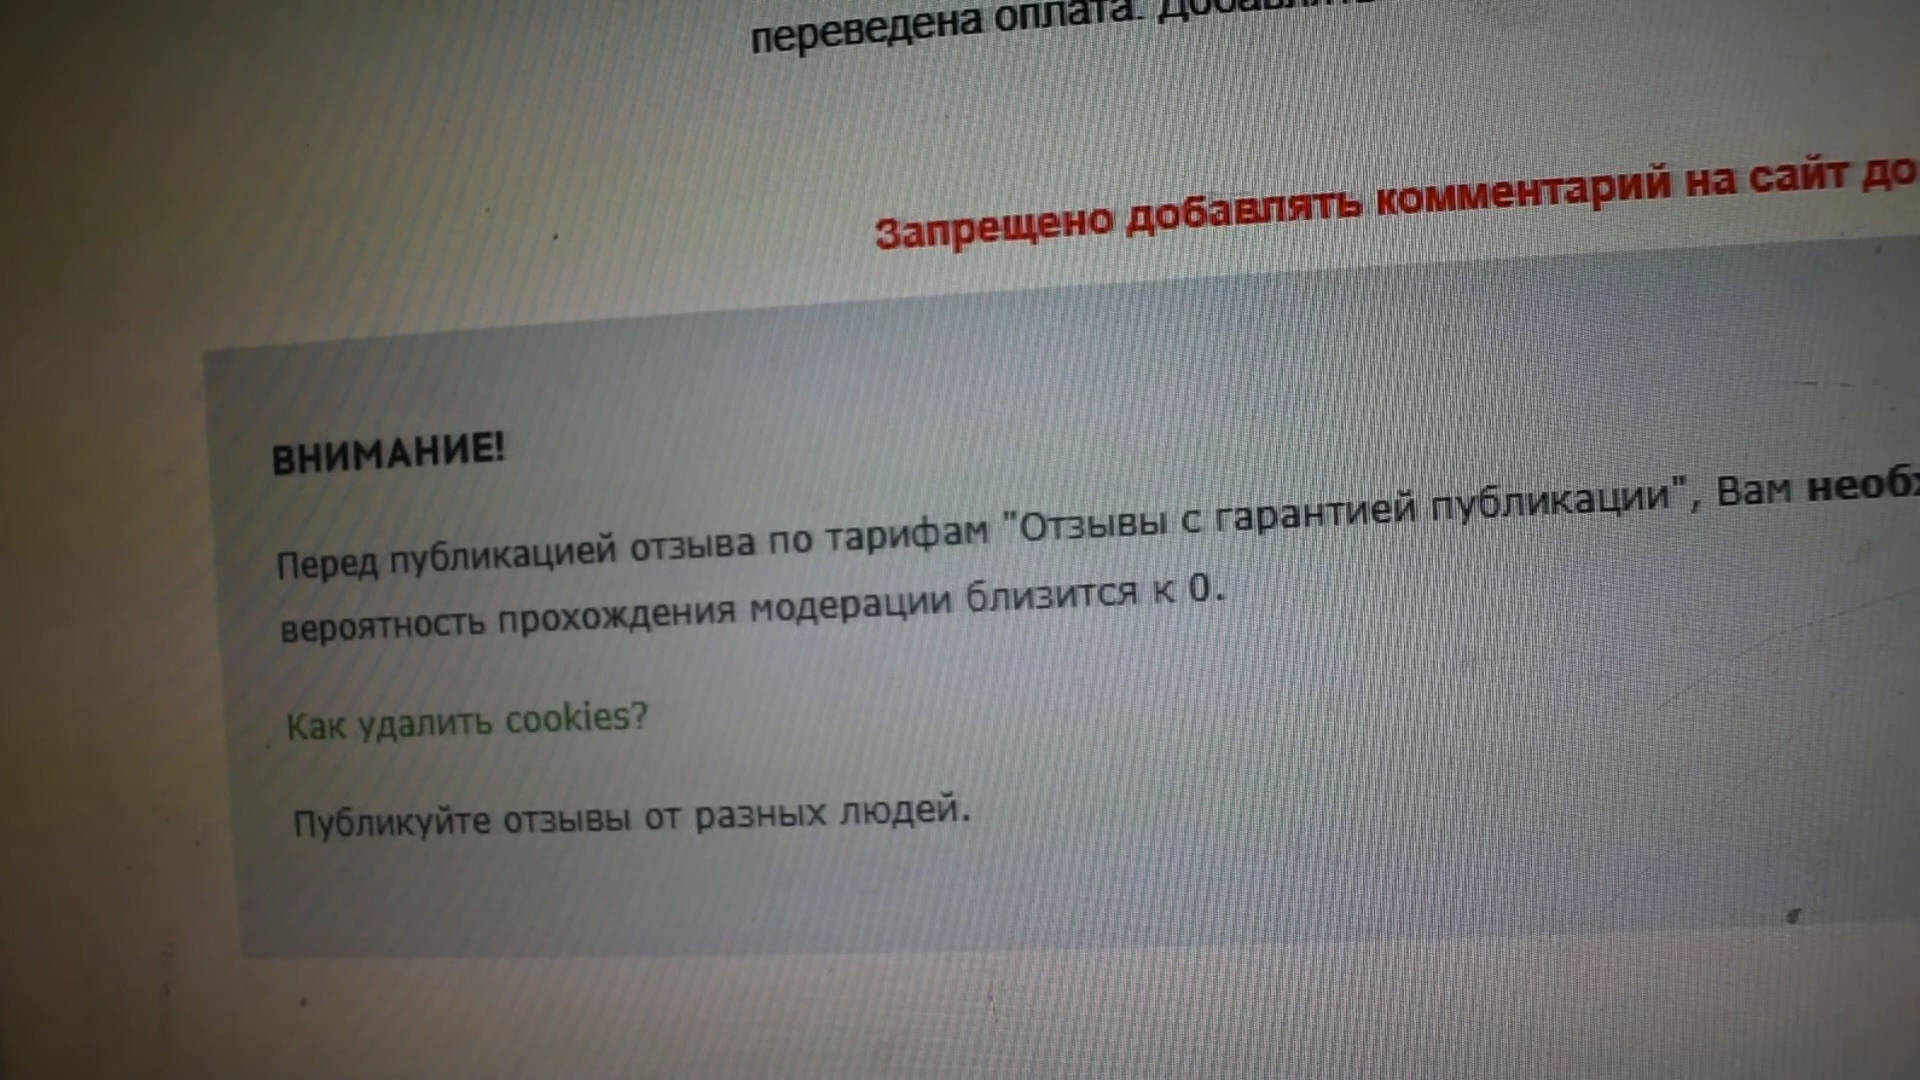 переведена оплата. Добавлять
Запрещено добавлять комментарий на сайт до
ВНИМАНИЕ!
Перед публикацией отзыва по тарифам "Отзывы с гарантией публикации", Вам
вероятность прохождения модерации близится к 0.
Как удалить cookies?
Публикуйте отзывы от разных людей.